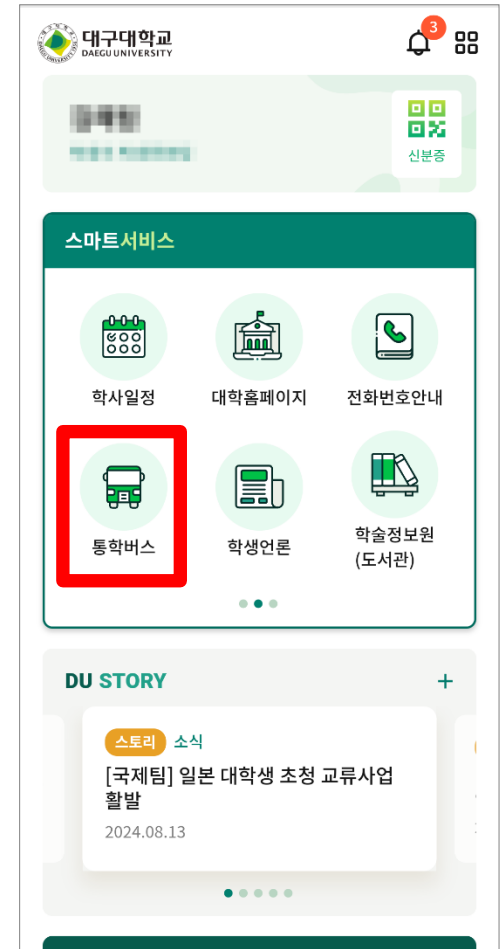 대구대학교
DAEGU UNIVERSITY
3
신분증
스마트서비스
학사일정
대학홈페이지
전화번호안내
통학버스
학생언론
학술정보원
(도서관)
DU STORY
+
스토리 소식
[국제팀] 일본 대학생 초청 교류사업
활발
2024.08.13